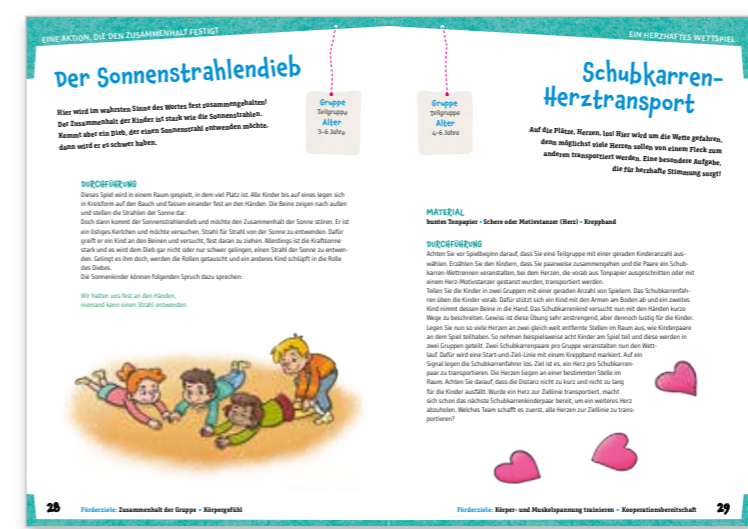 EINE AKTION, DIE DEN ZUSAMMENHALT FESTIGT
Der Sonnenstrahlendieb
Hier wird im wahrsten Sinne des Wortes fest zusammengehalten!
Der Zusammenhalt der Kinder ist stark wie die Sonnenstrahlen.
Kommt aber ein Dieb, der einen Sonnenstrahl entwenden möchte,
dann wird er es schwer haben.
Gruppe
Teilgruppe
Alter
3–6 Jahre
DURCHFÜHRUNG
Dieses Spiel wird in einem Raum gespielt, in dem viel Platz ist. Alle Kinder bis auf eines legen sich
in Kreisform auf den Bauch und fassen einander fest an den Händen. Die Beine zeigen nach außen
und stellen die Strahlen der Sonne dar.
Doch dann kommt der Sonnenstrahlendieb und möchte den Zusammenhalt der Sonne stören. Er ist
ein listiges Kerlchen und möchte versuchen, Strahl für Strahl von der Sonne zu entwenden. Dafür
greift er ein Kind an den Beinen und versucht, fest daran zu ziehen. Allerdings ist die Kraftsonne
stark und es wird dem Dieb gar nicht oder nur schwer gelingen, einen Strahl der Sonne zu entwen-
den. Gelingt es ihm doch, werden die Rollen getauscht und ein anderes Kind schlüpft in die Rolle
des Diebes.
Die Sonnenkinder können folgenden Spruch dazu sprechen:
Wir halten uns fest an den Händen,
niemand kann einen Strahl entwenden.
28
Förderziele: Zusammenhalt der Gruppe • Körpergefühl
EIN HERZHAFTES WETTSPIEL
Schubkarren-
Herztransport
Gruppe
Teilgruppe
Alter
4–6 Jahre
Auf die Plätze, Herzen, los! Hier wird um die Wette gefahren,
denn möglichst viele Herzen sollen von einem Fleck zum
anderen transportiert werden. Eine besondere Aufgabe,
die für herzhafte Stimmung sorgt!
MATERIAL
buntes Tonpapier • Schere oder Motivstanzer (Herz) • Kreppband
DURCHFÜHRUNG
Achten Sie vor Spielbeginn darauf, dass Sie eine Teilgruppe mit einer geraden Kinderanzahl aus-
wählen. Erzählen Sie den Kindern, dass Sie paarweise zusammengehen und die Paare ein Schub-
karren-Wettrennen veranstalten, bei dem Herzen, die vorab aus Tonpapier ausgeschnitten oder mit
einem Herz-Motivstanzer gestanzt wurden, transportiert werden.
Teilen Sie die Kinder in zwei Gruppen mit einer geraden Anzahl von Spielern. Das Schubkarrenfah-
ren üben die Kinder vorab. Dafür stützt sich ein Kind mit den Armen am Boden ab und ein zweites
Kind nimmt dessen Beine in die Hand. Das Schubkarrenkind versucht nun mit den Händen kurze
Wege zu beschreiten. Gewiss ist diese Übung sehr anstrengend, aber dennoch lustig für die Kinder.
Legen Sie nun so viele Herzen an zwei gleich weit entfernte Stellen im Raum aus, wie Kinderpaare
an dem Spiel teilhaben. So nehmen beispielsweise acht Kinder am Spiel teil und diese werden in
zwei Gruppen geteilt. Zwei Schubkarrenpaare pro Gruppe veranstalten nun den Wett-
lauf. Dafür wird eine Start-und-Ziel-Linie mit einem Kreppband markiert. Auf ein
Signal legen die Schubkarrenfahrer los. Ziel ist es, ein Herz pro Schubkarren-
paar zu transportieren. Die Herzen liegen an einer bestimmten Stelle im
Raum. Achten Sie darauf, dass die Distanz nicht zu kurz und nicht zu lang
für die Kinder ausfällt. Wurde ein Herz zur Ziellinie transportiert, macht
sich schon das nächste Schubkarrenkinderpaar bereit, um ein weiteres Herz
abzuholen. Welches Team schafft es zuerst, alle Herzen zur Ziellinie zu trans-
portieren?
Förderziele: Körper- und Muskelspannung trainieren • Kooperationsbereitschaft
29